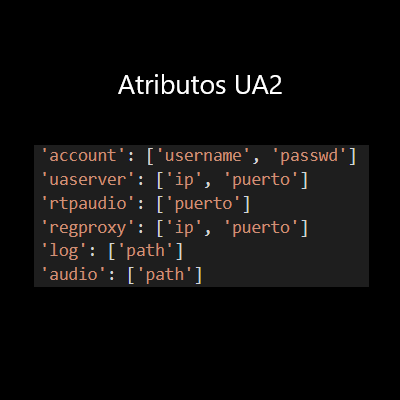 Atributos UA2
'account': ['username', 'passwd']
'uaserver': ['ip', 'puerto']
'rtpaudio': ['puerto']
'regproxy': ['ip', 'puerto']
'log': ['path']
'audio': ['path']